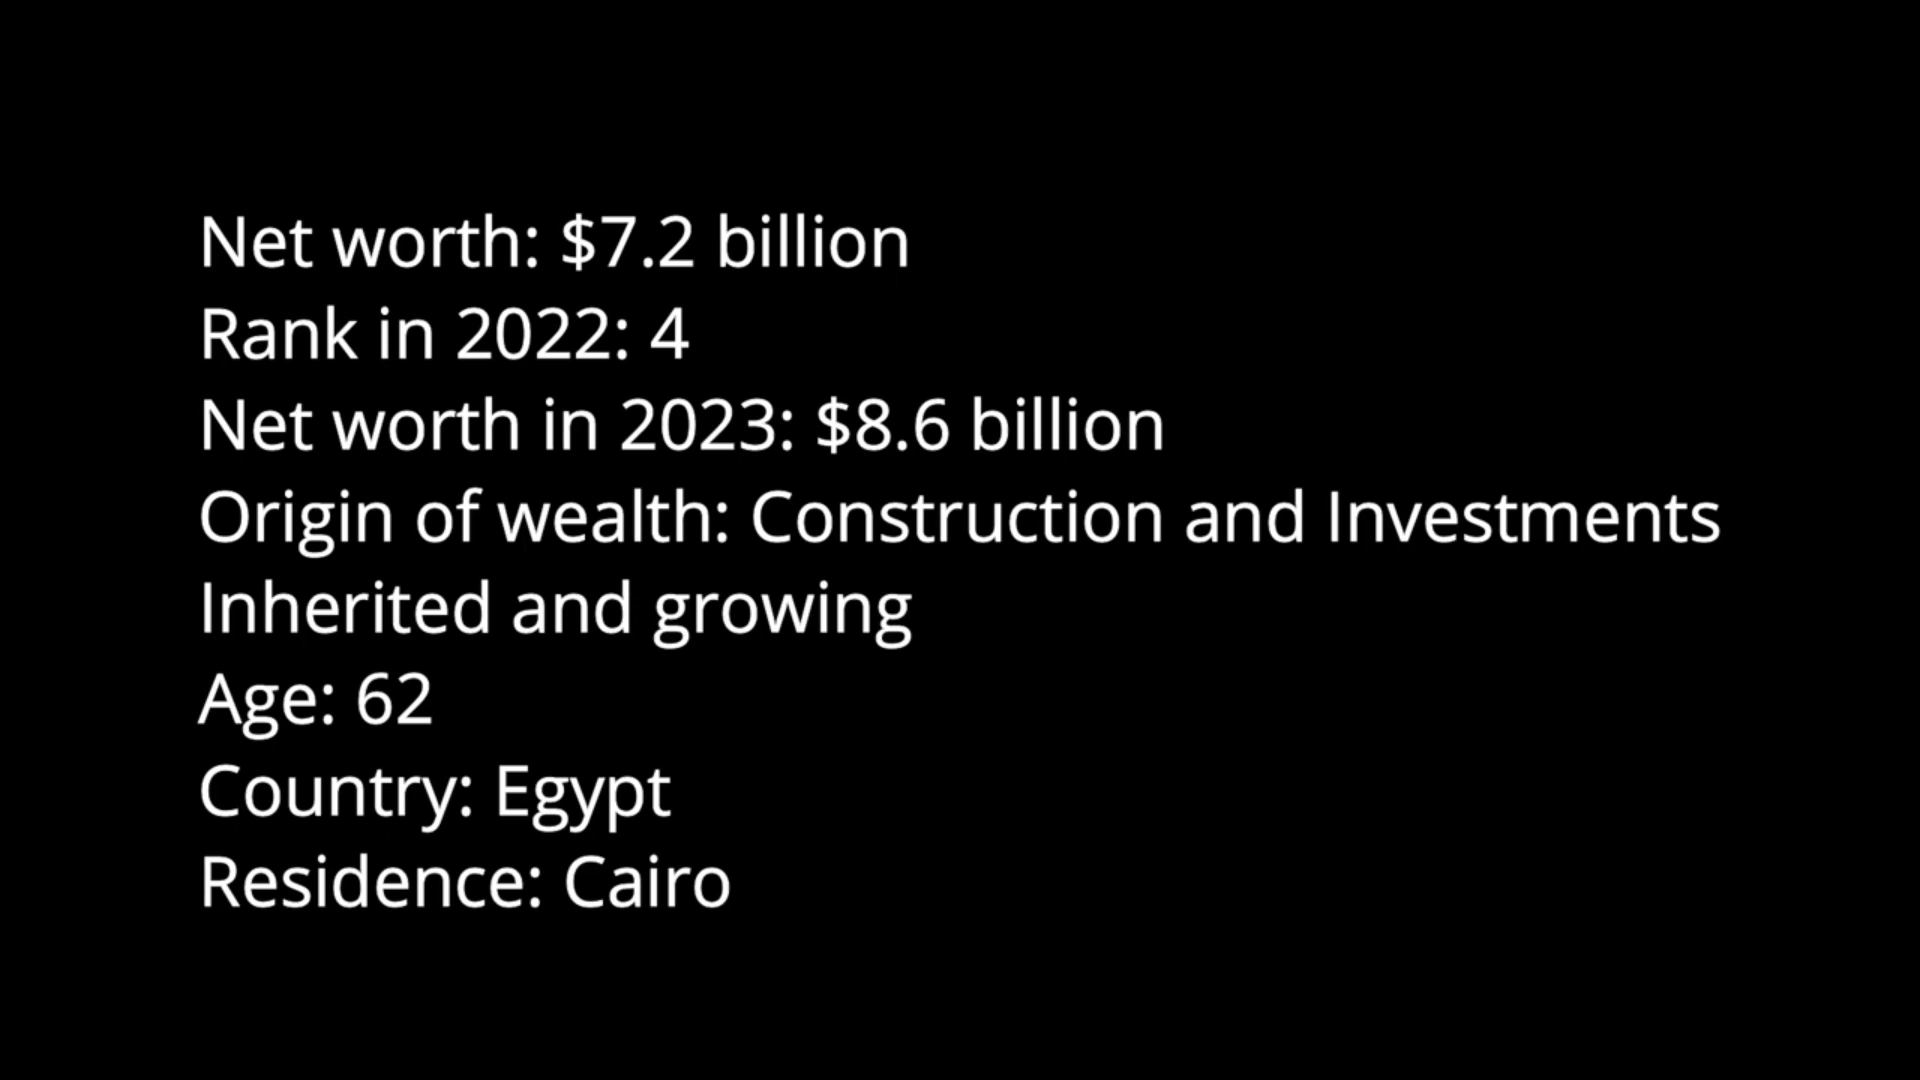 Net worth: $7.2 billion
Rank in 2022: 4
Net worth in 2023: $8.6 billion
Origin of wealth: Construction and Investments
Inherited and growing
Age: 62
Country: Egypt
Residence: Cairo